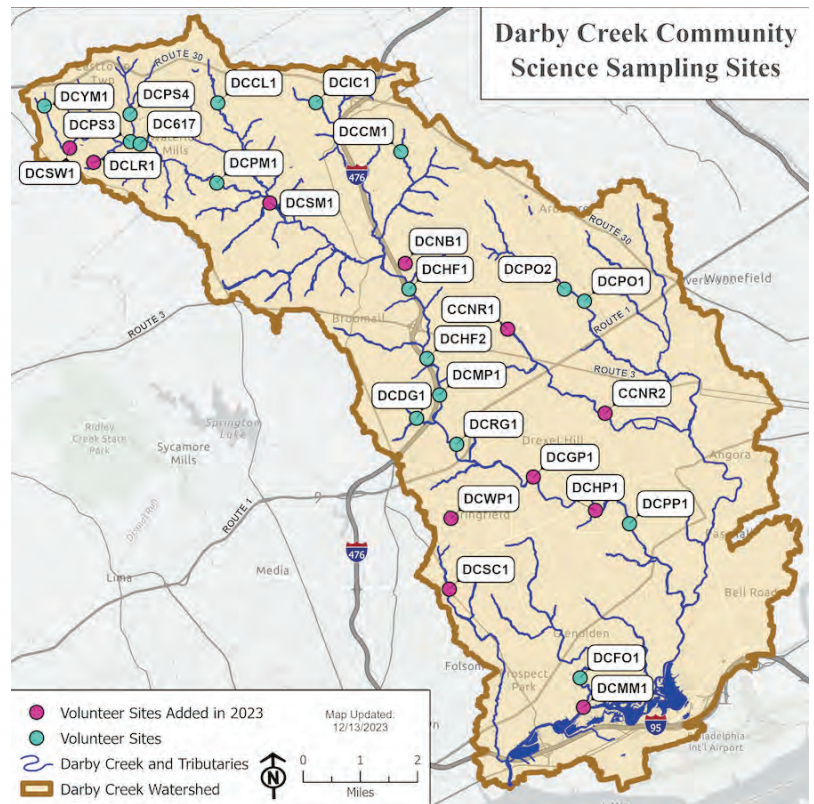 Darby Creek Community
Science Sampling Sites
ROUTE 30
DCYM1
DCPS4
DCCL1
DCIC1
DCPS3
DC617
DCCM1
Mills
DCSW1
DCLR1
DCPM1
476
DCSM1
ROUTE 30
DCNB1
DCHF1
DCPO2
DCPO1
Wynnefield
ROUTE 3
Broomall
CCNR1
ROUTE 1
DCHF2
ROUTE 3
DCMP1
CCNR2
DCDG1
Ridley
Creek State
Park
Springton
Lake
Sycamore
Mills
DCRG1
Drexel Hill
Angora
DCGP1
DCHP1
DCWP1
DCPP1
ROUTE 1
476
Lima
Media
DCSC1
Bell Road
Glenolden
Folsom
DCFO1
Prospect
Park
DCMM1
95
Philadelphia
Int'l Airport
Volunteer Sites Added in 2023
Volunteer Sites
Darby Creek and Tributaries
Darby Creek Watershed
Map Updated:
12/13/2023
N
0 1 2
Miles